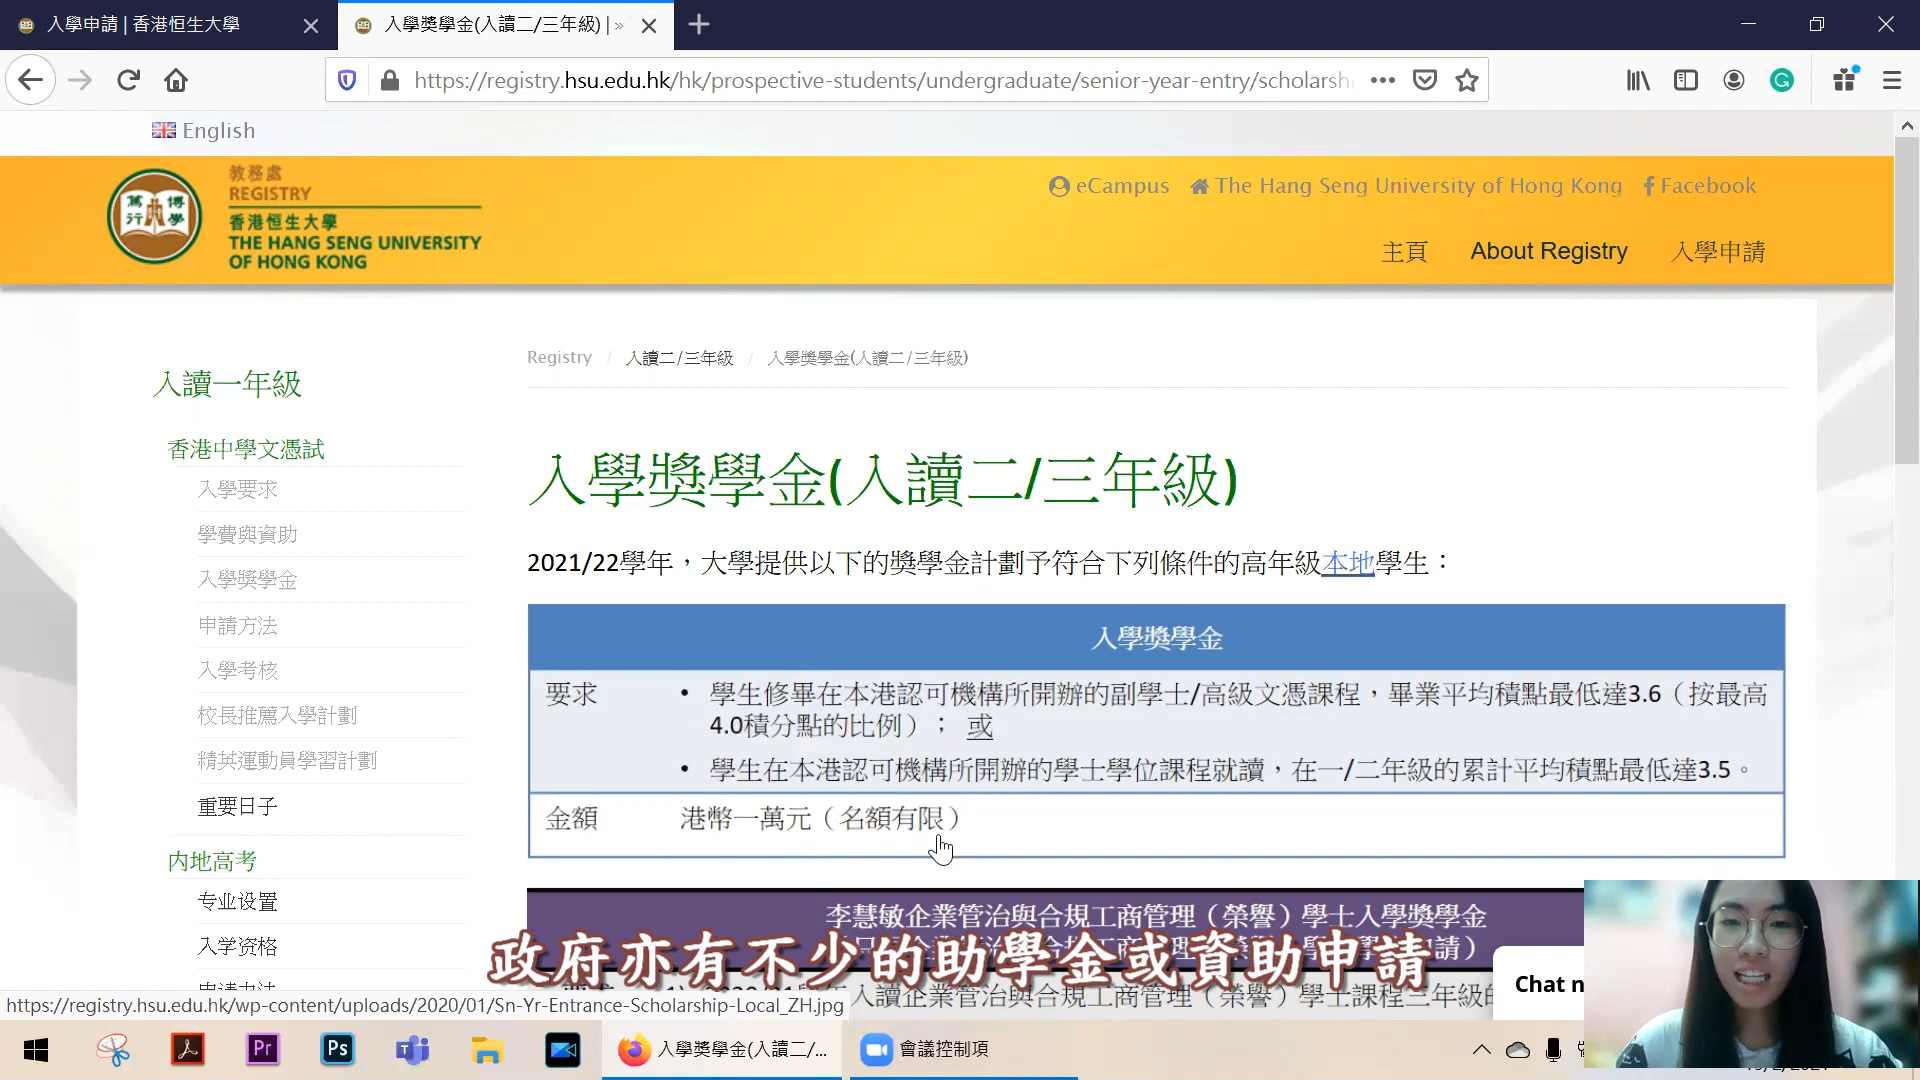 入學申請 | 香港恒生大學
入學獎學金(入讀二/三年級) | »
https://registry.hsu.edu.hk/hk/prospective-students/undergraduate/senior-year-entry/scholarsh
English
教務處
REGISTRY
香港恒生大學
THE HANG SENG UNIVERSITY
OF HONG KONG
博學
篤行
eCampus
The Hang Seng University of Hong Kong
Facebook
主頁
About Registry
入學申請
入讀一年級
香港中學文憑試
入學要求
學費與資助
入學獎學金
申請方法
入學考核
校長推薦入學計劃
精英運動員學習計劃
重要日子
内地高考
专业设置
入学资格
Registry / 入讀二/三年級 / 入學獎學金(入讀二/三年級)
入學獎學金(入讀二/三年級)
2021/22學年，大學提供以下的獎學金計劃予符合下列條件的高年級本地學生：
入學獎學金
要求
• 學生修畢在本港認可機構所開辦的副學士/高級文憑課程，畢業平均積點最低達3.6（按最高
4.0積分點的比例）； 或
• 學生在本港認可機構所開辦的學士學位課程就讀，在一/二年級的累計平均積點最低達3.5。
金額
港幣一萬元（名額有限）
李慧敏企業管治與合規工商管理（榮譽）學士入學獎學金
政府亦有不少的助學金或資助申請
入讀企業管治與合規工商管理（榮譽）學士課程三年級的
Chat n
https://registry.hsu.edu.hk/wp-content/uploads/2020/01/Sn-Yr-Entrance-Scholarship-Local_ZH.jpg
Pr
Ps
入學獎學金(入讀二/...
會議控制項